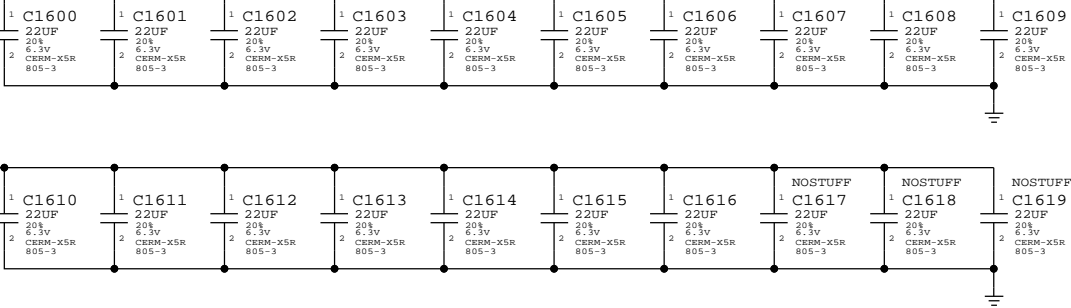 1 C1600 1 C1601 1 C1602 1 C1603 1 C1604 1 C1605 1 C1606 1 C1607 1 C1608 1 C1609
22UF 22UF 22UF 22UF 22UF 22UF 22UF 22UF 22UF 22UF
20% 20% 20% 20% 20% 20% 20% 20% 20% 20%
6.3V 6.3V 6.3V 6.3V 6.3V 6.3V 6.3V 6.3V 6.3V 6.3V
2 CERM-X5R 2 CERM-X5R 2 CERM-X5R 2 CERM-X5R 2 CERM-X5R 2 CERM-X5R 2 CERM-X5R 2 CERM-X5R 2 CERM-X5R 2 CERM-X5R
805-3 805-3 805-3 805-3 805-3 805-3 805-3 805-3 805-3 805-3
NOSTUFF NOSTUFF NOSTUFF
1 C1610 1 C1611 1 C1612 1 C1613 1 C1614 1 C1615 1 C1616 1 C1617 1 C1618 1 C1619
22UF 22UF 22UF 22UF 22UF 22UF 22UF 22UF 22UF 22UF
20% 20% 20% 20% 20% 20% 20% 20% 20% 20%
6.3V 6.3V 6.3V 6.3V 6.3V 6.3V 6.3V 6.3V 6.3V 6.3V
2 CERM-X5R 2 CERM-X5R 2 CERM-X5R 2 CERM-X5R 2 CERM-X5R 2 CERM-X5R 2 CERM-X5R 2 CERM-X5R 2 CERM-X5R 2 CERM-X5R
805-3 805-3 805-3 805-3 805-3 805-3 805-3 805-3 805-3 805-3